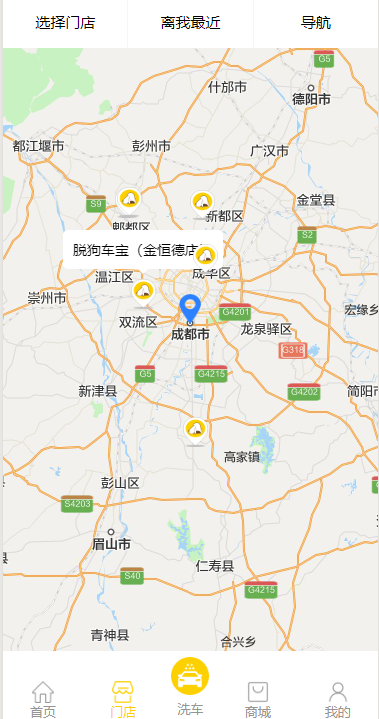 选择门店 离我最近 导航
G5
什邡市
德阳市
都江堰市
彭州市
广汉市
S9
金堂县
新都区
郫都区
S2
脱狗车宝（金恒德店
成华区
温江区
崇州市
G4201
宏缘乡
双流区
龙泉驿区
成都市
G318
G5
G4215
新津县
G4202
简阳市
高家镇
彭山区
S4203
眉山市
仁寿县
S40
G4215
青神县
合兴乡
首页 门店 洗车 商城 我的